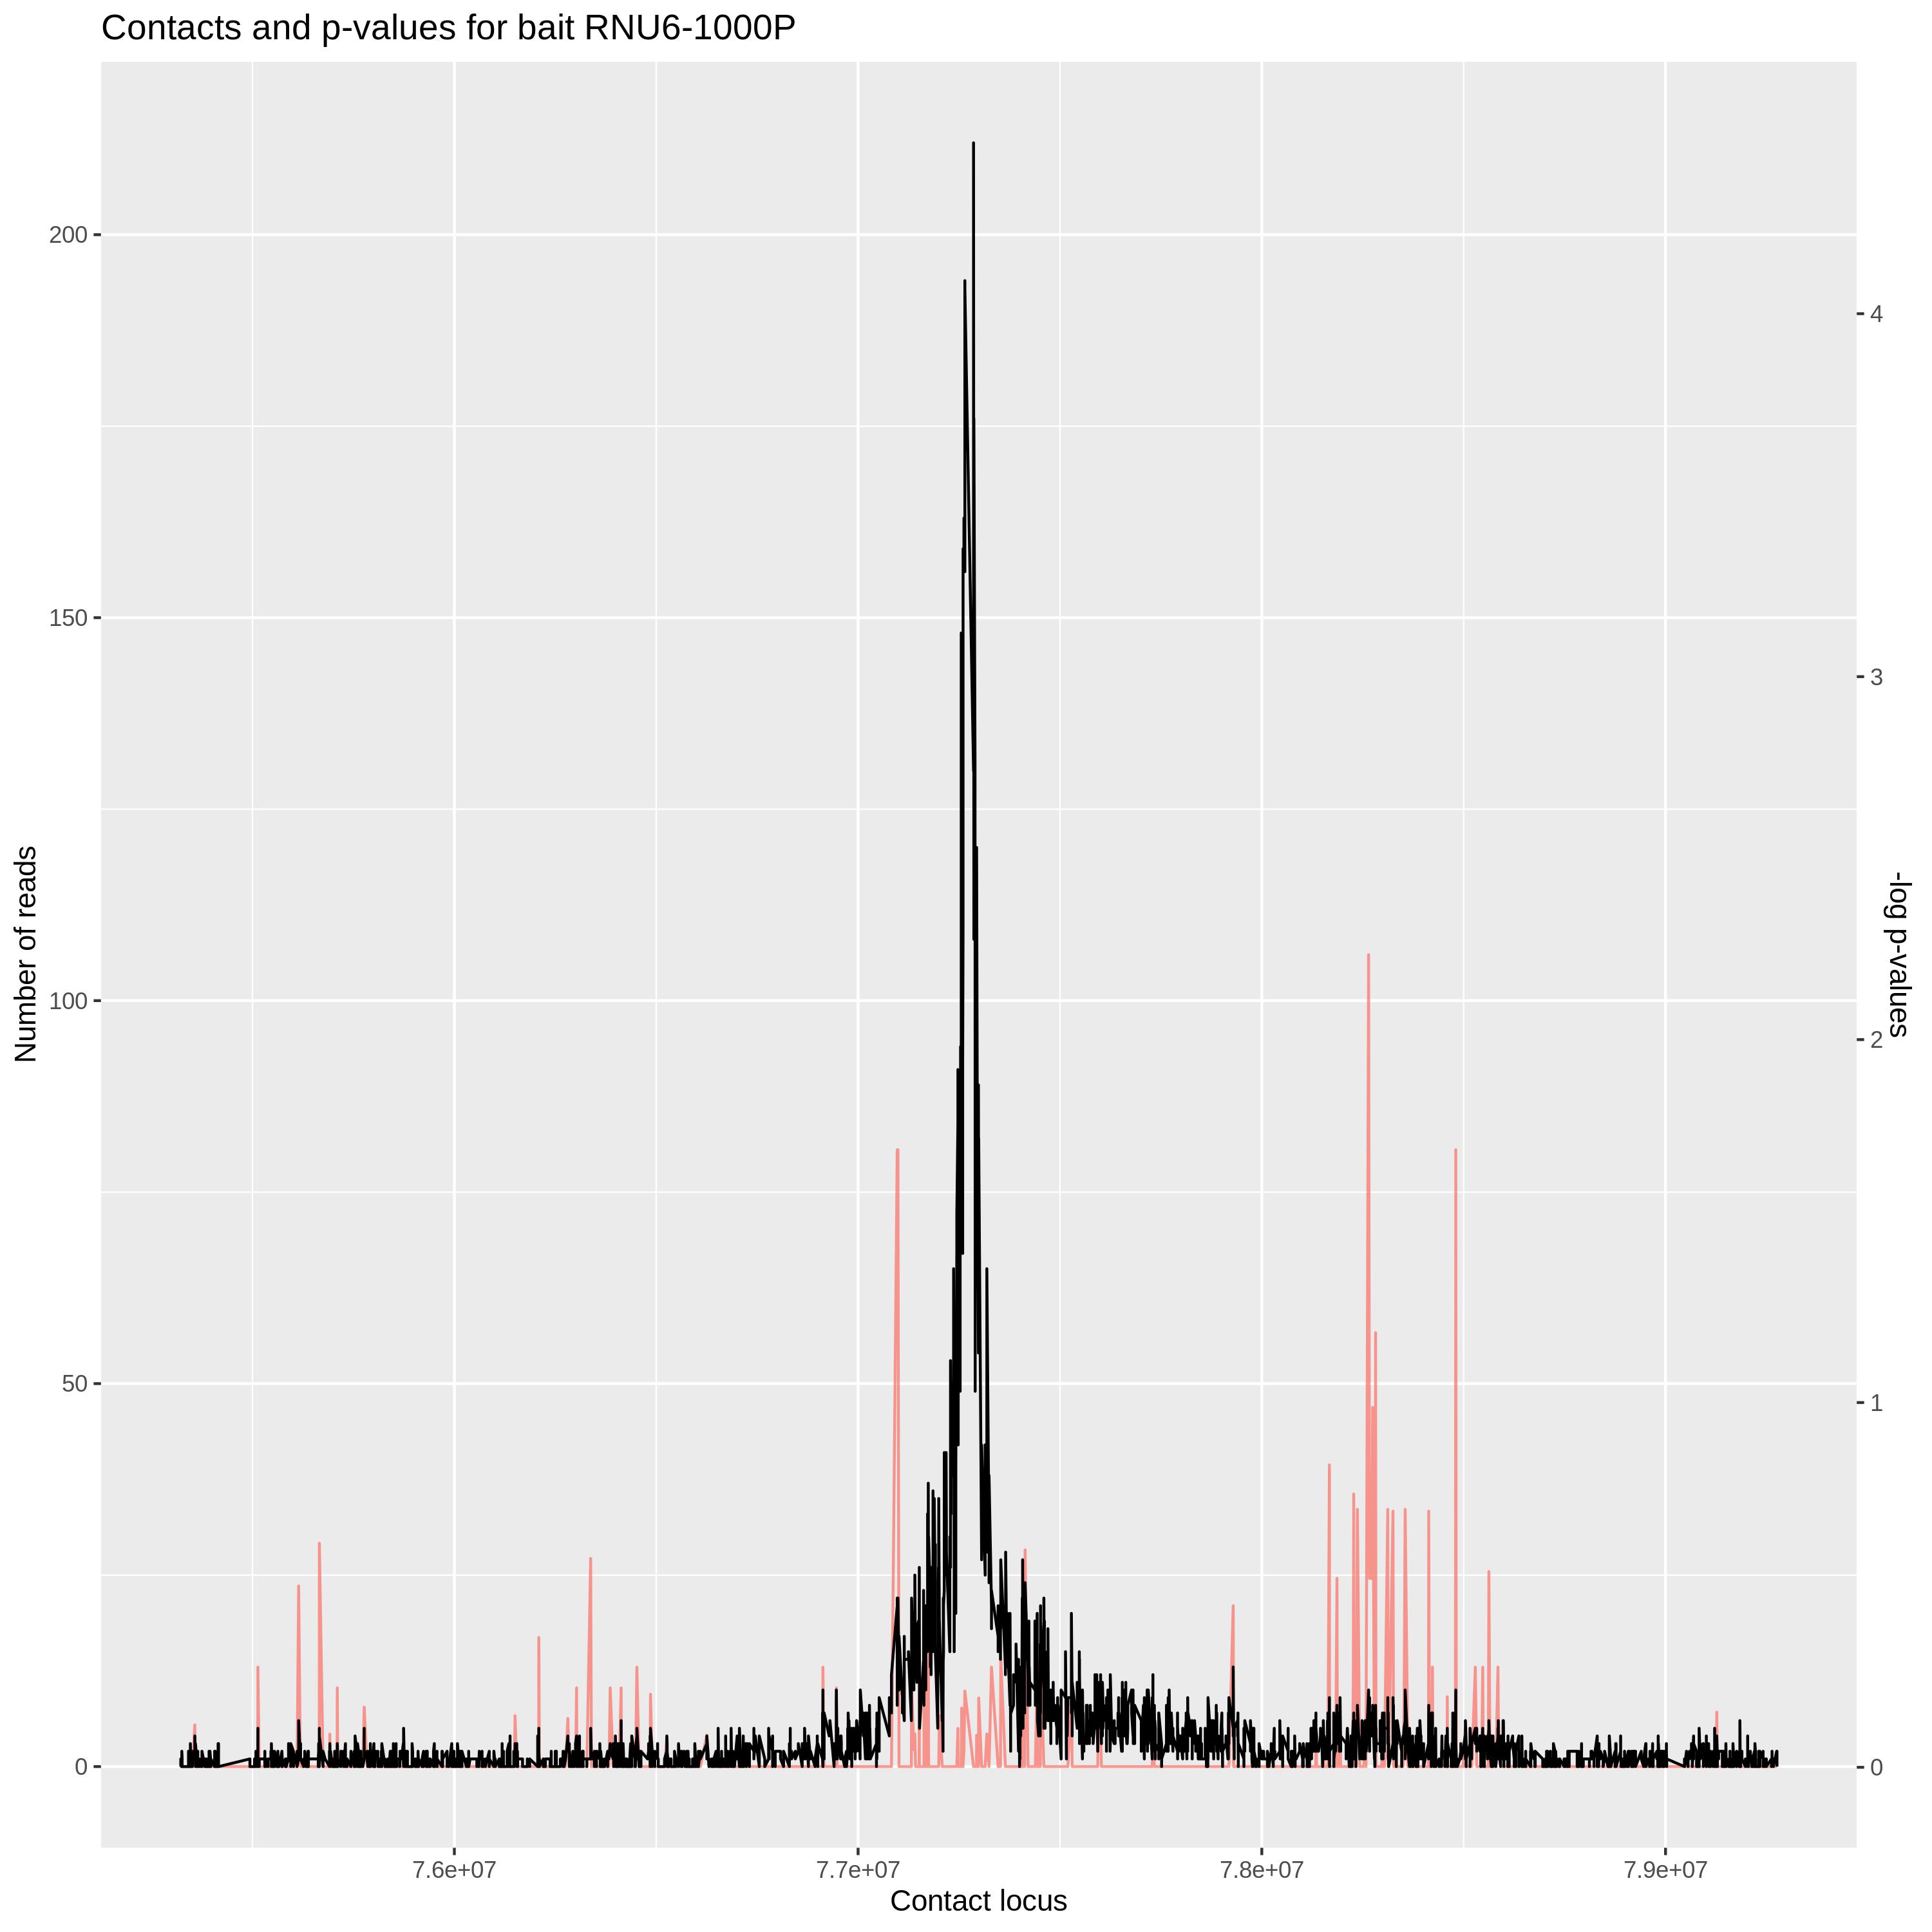 Contacts and p-values for bait RNU6-1000P
200
150
100
50
0
Number of reads
4
3
2
1
0
-log p-values
7.6e+07
7.7e+07
7.8e+07
7.9e+07
Contact locus